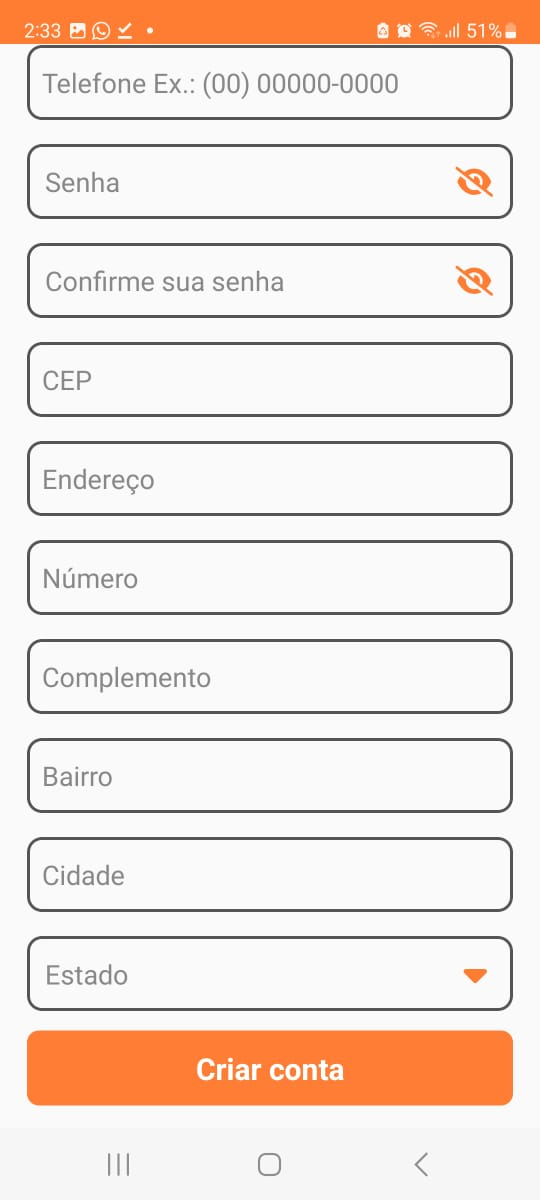 2:33 51%
Telefone Ex.: (00) 00000-0000
Senha
Confirme sua senha
CEP
Endereço
Número
Complemento
Bairro
Cidade
Estado
Criar conta